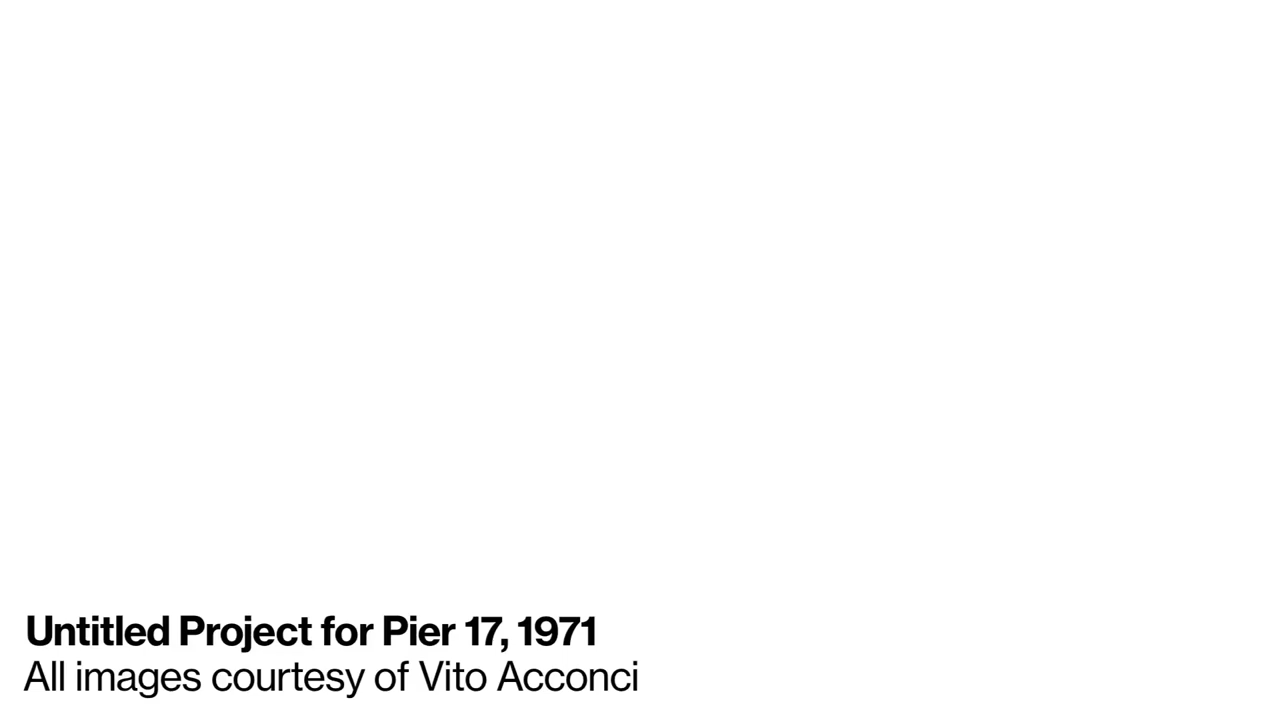 Untitled Project for Pier 17, 1971
All images courtesy of Vito Acconci